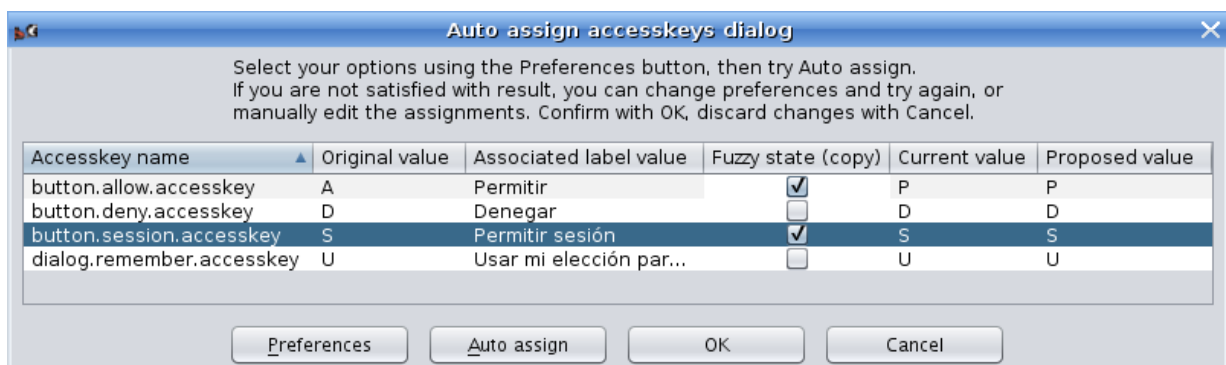 Auto assign accesskeys dialog
Select your options using the Preferences button, then try Auto assign.
If you are not satisfied with result, you can change preferences and try again, or
manually edit the assignments. Confirm with OK, discard changes with Cancel.
Accesskey name Original value Associated label value Fuzzy state (copy) Current value Proposed value
button.allow.accesskey A Permitir P P
button.deny.accesskey D Denegar D D
button.session.accesskey S Permitir sesión S S
dialog.remember.accesskey U Usar mi elección par... U U
Preferences Auto assign OK Cancel